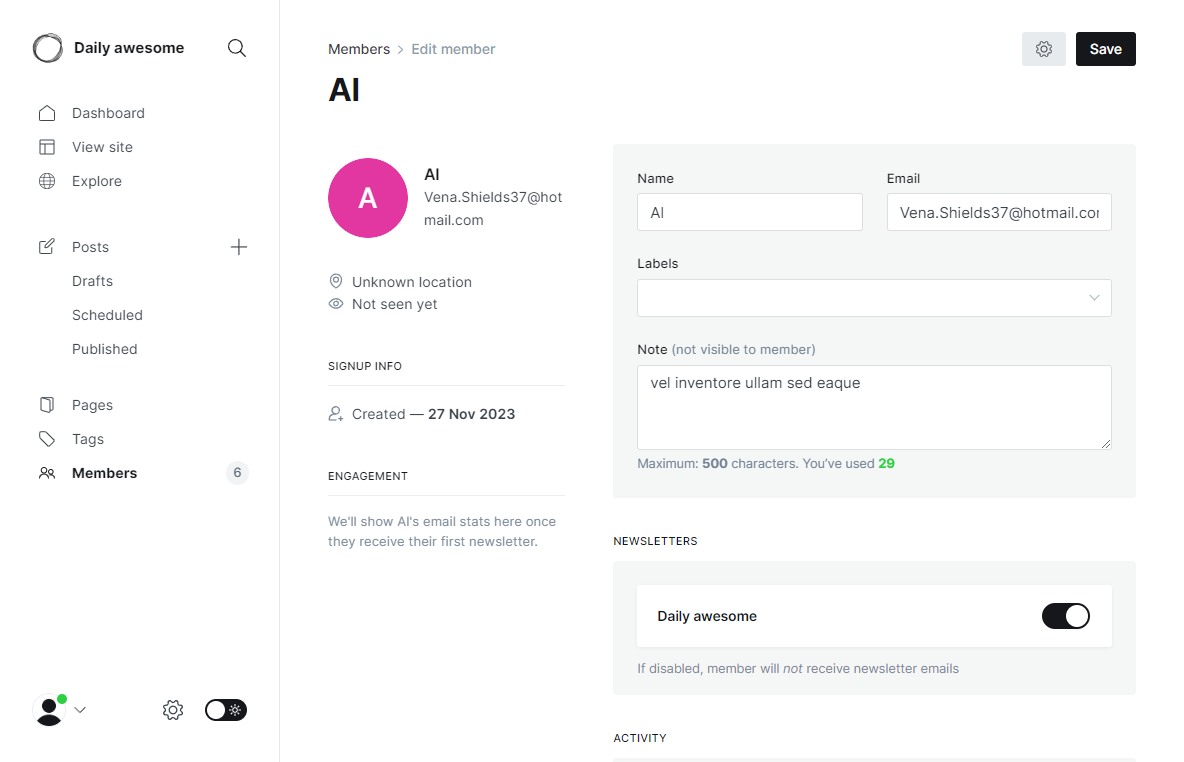 Daily awesome
Dashboard
View site
Explore
Posts
Drafts
Scheduled
Published
Pages
Tags
Members 6
Members > Edit member
Save
Al
A
Al
Vena.Shields37@hot
mail.com
Unknown location
Not seen yet
SIGNUP INFO
Created — 27 Nov 2023
ENGAGEMENT
We'll show Al's email stats here once
they receive their first newsletter.
Name Email
Al Vena.Shields37@hotmail.com
Labels
Note (not visible to member)
vel inventore ullam sed eaque
Maximum: 500 characters. You've used 29
NEWSLETTERS
Daily awesome
If disabled, member will not receive newsletter emails
ACTIVITY